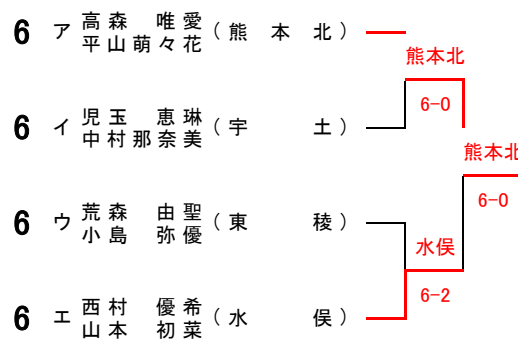 6 ア 高森 唯愛 (熊本北)
平山萌々花
熊本北
6-0
6 イ 児玉 恵琳 (宇土)
中村那奈美
熊本北
6-0
6 ウ 荒森 由聖 (東稜)
小島 弥優
水俣
6-2
6 エ 西村 優希 (水俣)
山本 初菜